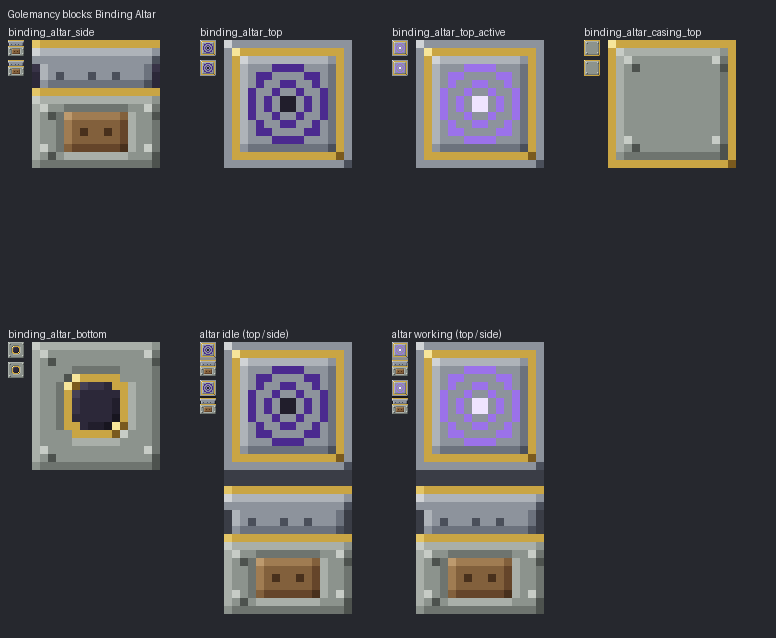 Golemancy blocks: Binding Altar
binding_altar_side
binding_altar_top
binding_altar_top_active
binding_altar_casing_top
binding_altar_bottom
altar idle (top/side)
altar working (top/side)